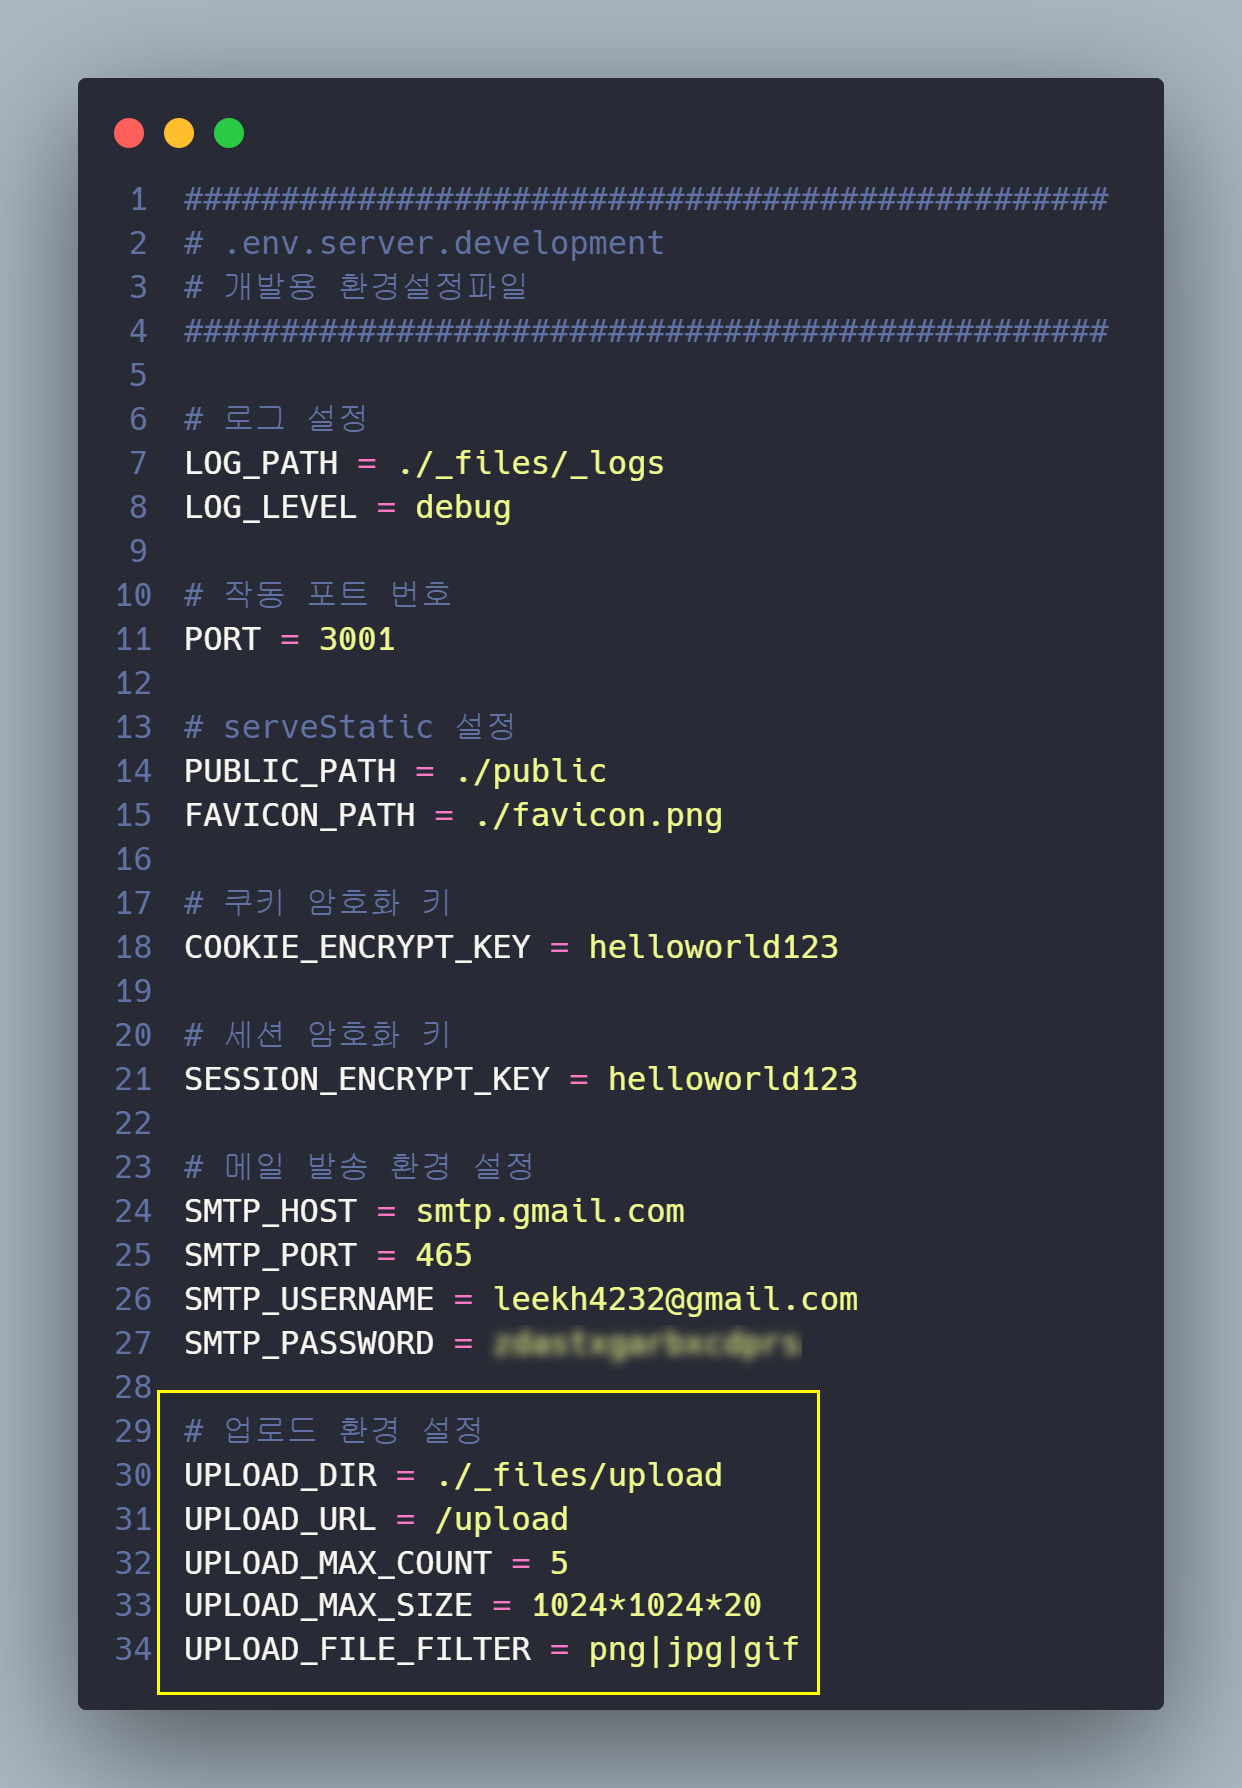 1 ################################################
2 # .env.server.development
3 # 개발용 환경설정파일
4 ################################################
5
6 # 로그 설정
7 LOG_PATH = ./_files/_logs
8 LOG_LEVEL = debug
9
10 # 작동 포트 번호
11 PORT = 3001
12
13 # serveStatic 설정
14 PUBLIC_PATH = ./public
15 FAVICON_PATH = ./favicon.png
16
17 # 쿠키 암호화 키
18 COOKIE_ENCRYPT_KEY = helloworld123
19
20 # 세션 암호화 키
21 SESSION_ENCRYPT_KEY = helloworld123
22
23 # 메일 발송 환경 설정
24 SMTP_HOST = smtp.gmail.com
25 SMTP_PORT = 465
26 SMTP_USERNAME = leekh4232@gmail.com
27 SMTP_PASSWORD =
28
29 # 업로드 환경 설정
30 UPLOAD_DIR = ./_files/upload
31 UPLOAD_URL = /upload
32 UPLOAD_MAX_COUNT = 5
33 UPLOAD_MAX_SIZE = 1024*1024*20
34 UPLOAD_FILE_FILTER = png|jpg|gif